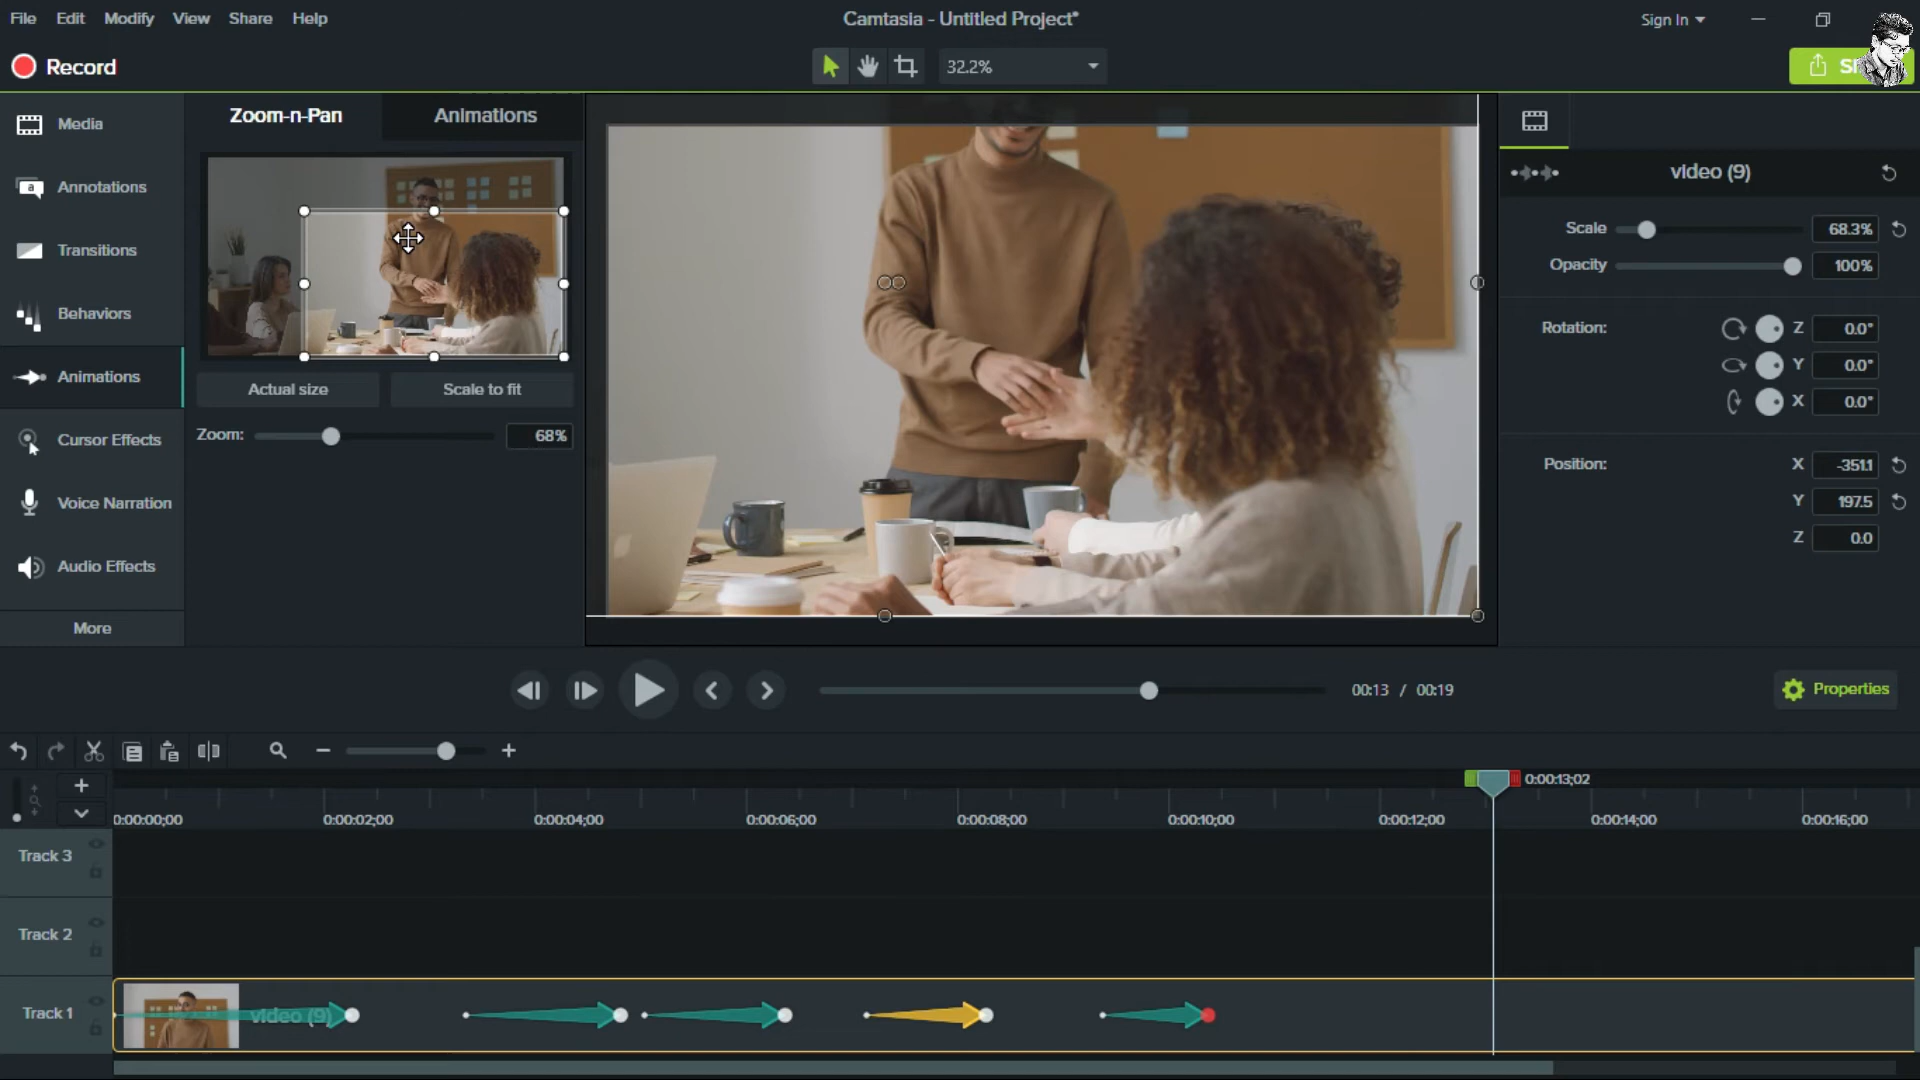 File Edit Modify View Share Help
Camtasia - Untitled Project*
Sign In
Record
32.2%
Media
Annotations
Transitions
Behaviors
Animations
Cursor Effects
Voice Narration
Audio Effects
More
Zoom-n-Pan Animations
Actual size Scale to fit
Zoom: 68%
video (9)
Scale 68.3%
Opacity 100%
Rotation: Z 0.0°
Y 0.0°
X 0.0°
Position: X -351.1
Y 197.5
Z 0.0
00:13 / 00:19
Properties
0:00:13;02
0:00:00;00 0:00:02;00 0:00:04;00 0:00:06;00 0:00:08;00 0:00:10;00 0:00:12;00 0:00:14;00 0:00:16;00
Track 3
Track 2
Track 1
video (9)